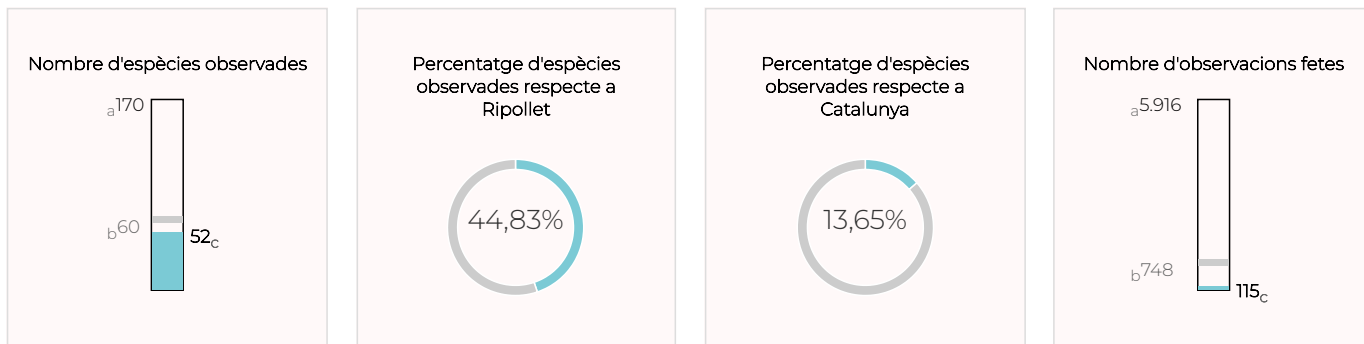 Nombre d'espècies observades
a170
b60
52c
Percentatge d'espècies
observades respecte a
Ripollet
44,83%
Percentatge d'espècies
observades respecte a
Catalunya
13,65%
Nombre d'observacions fetes
a5.916
b748
115c